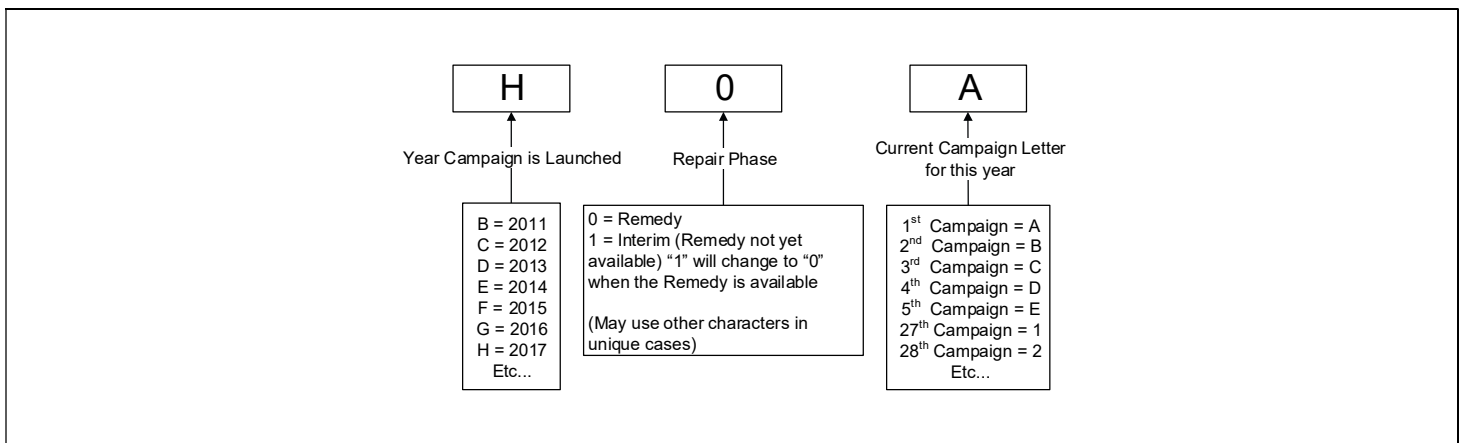 H
0
A
Year Campaign is Launched
Repair Phase
Current Campaign Letter
for this year
B = 2011
C = 2012
D = 2013
E = 2014
F = 2015
G = 2016
H = 2017
Etc...
0 = Remedy
1 = Interim (Remedy not yet
available) “1” will change to “0”
when the Remedy is available
(May use other characters in
unique cases)
1st Campaign = A
2nd Campaign = B
3rd Campaign = C
4th Campaign = D
5th Campaign = E
27th Campaign = 1
28th Campaign = 2
Etc...